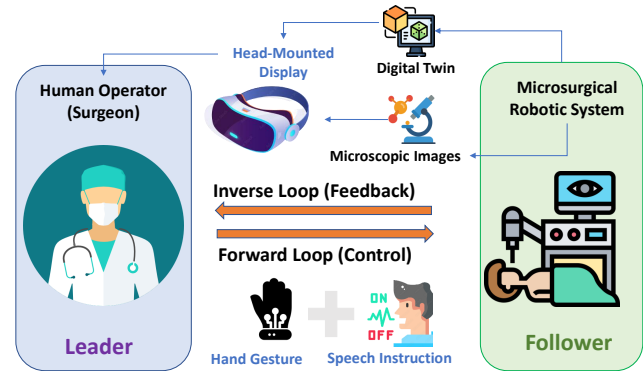 Human Operator
(Surgeon)
Leader
Head-Mounted
Display
Digital Twin
Microscopic Images
Inverse Loop (Feedback)
Forward Loop (Control)
ON
OFF
Hand Gesture
Speech Instruction
Microsurgical
Robotic System
Follower